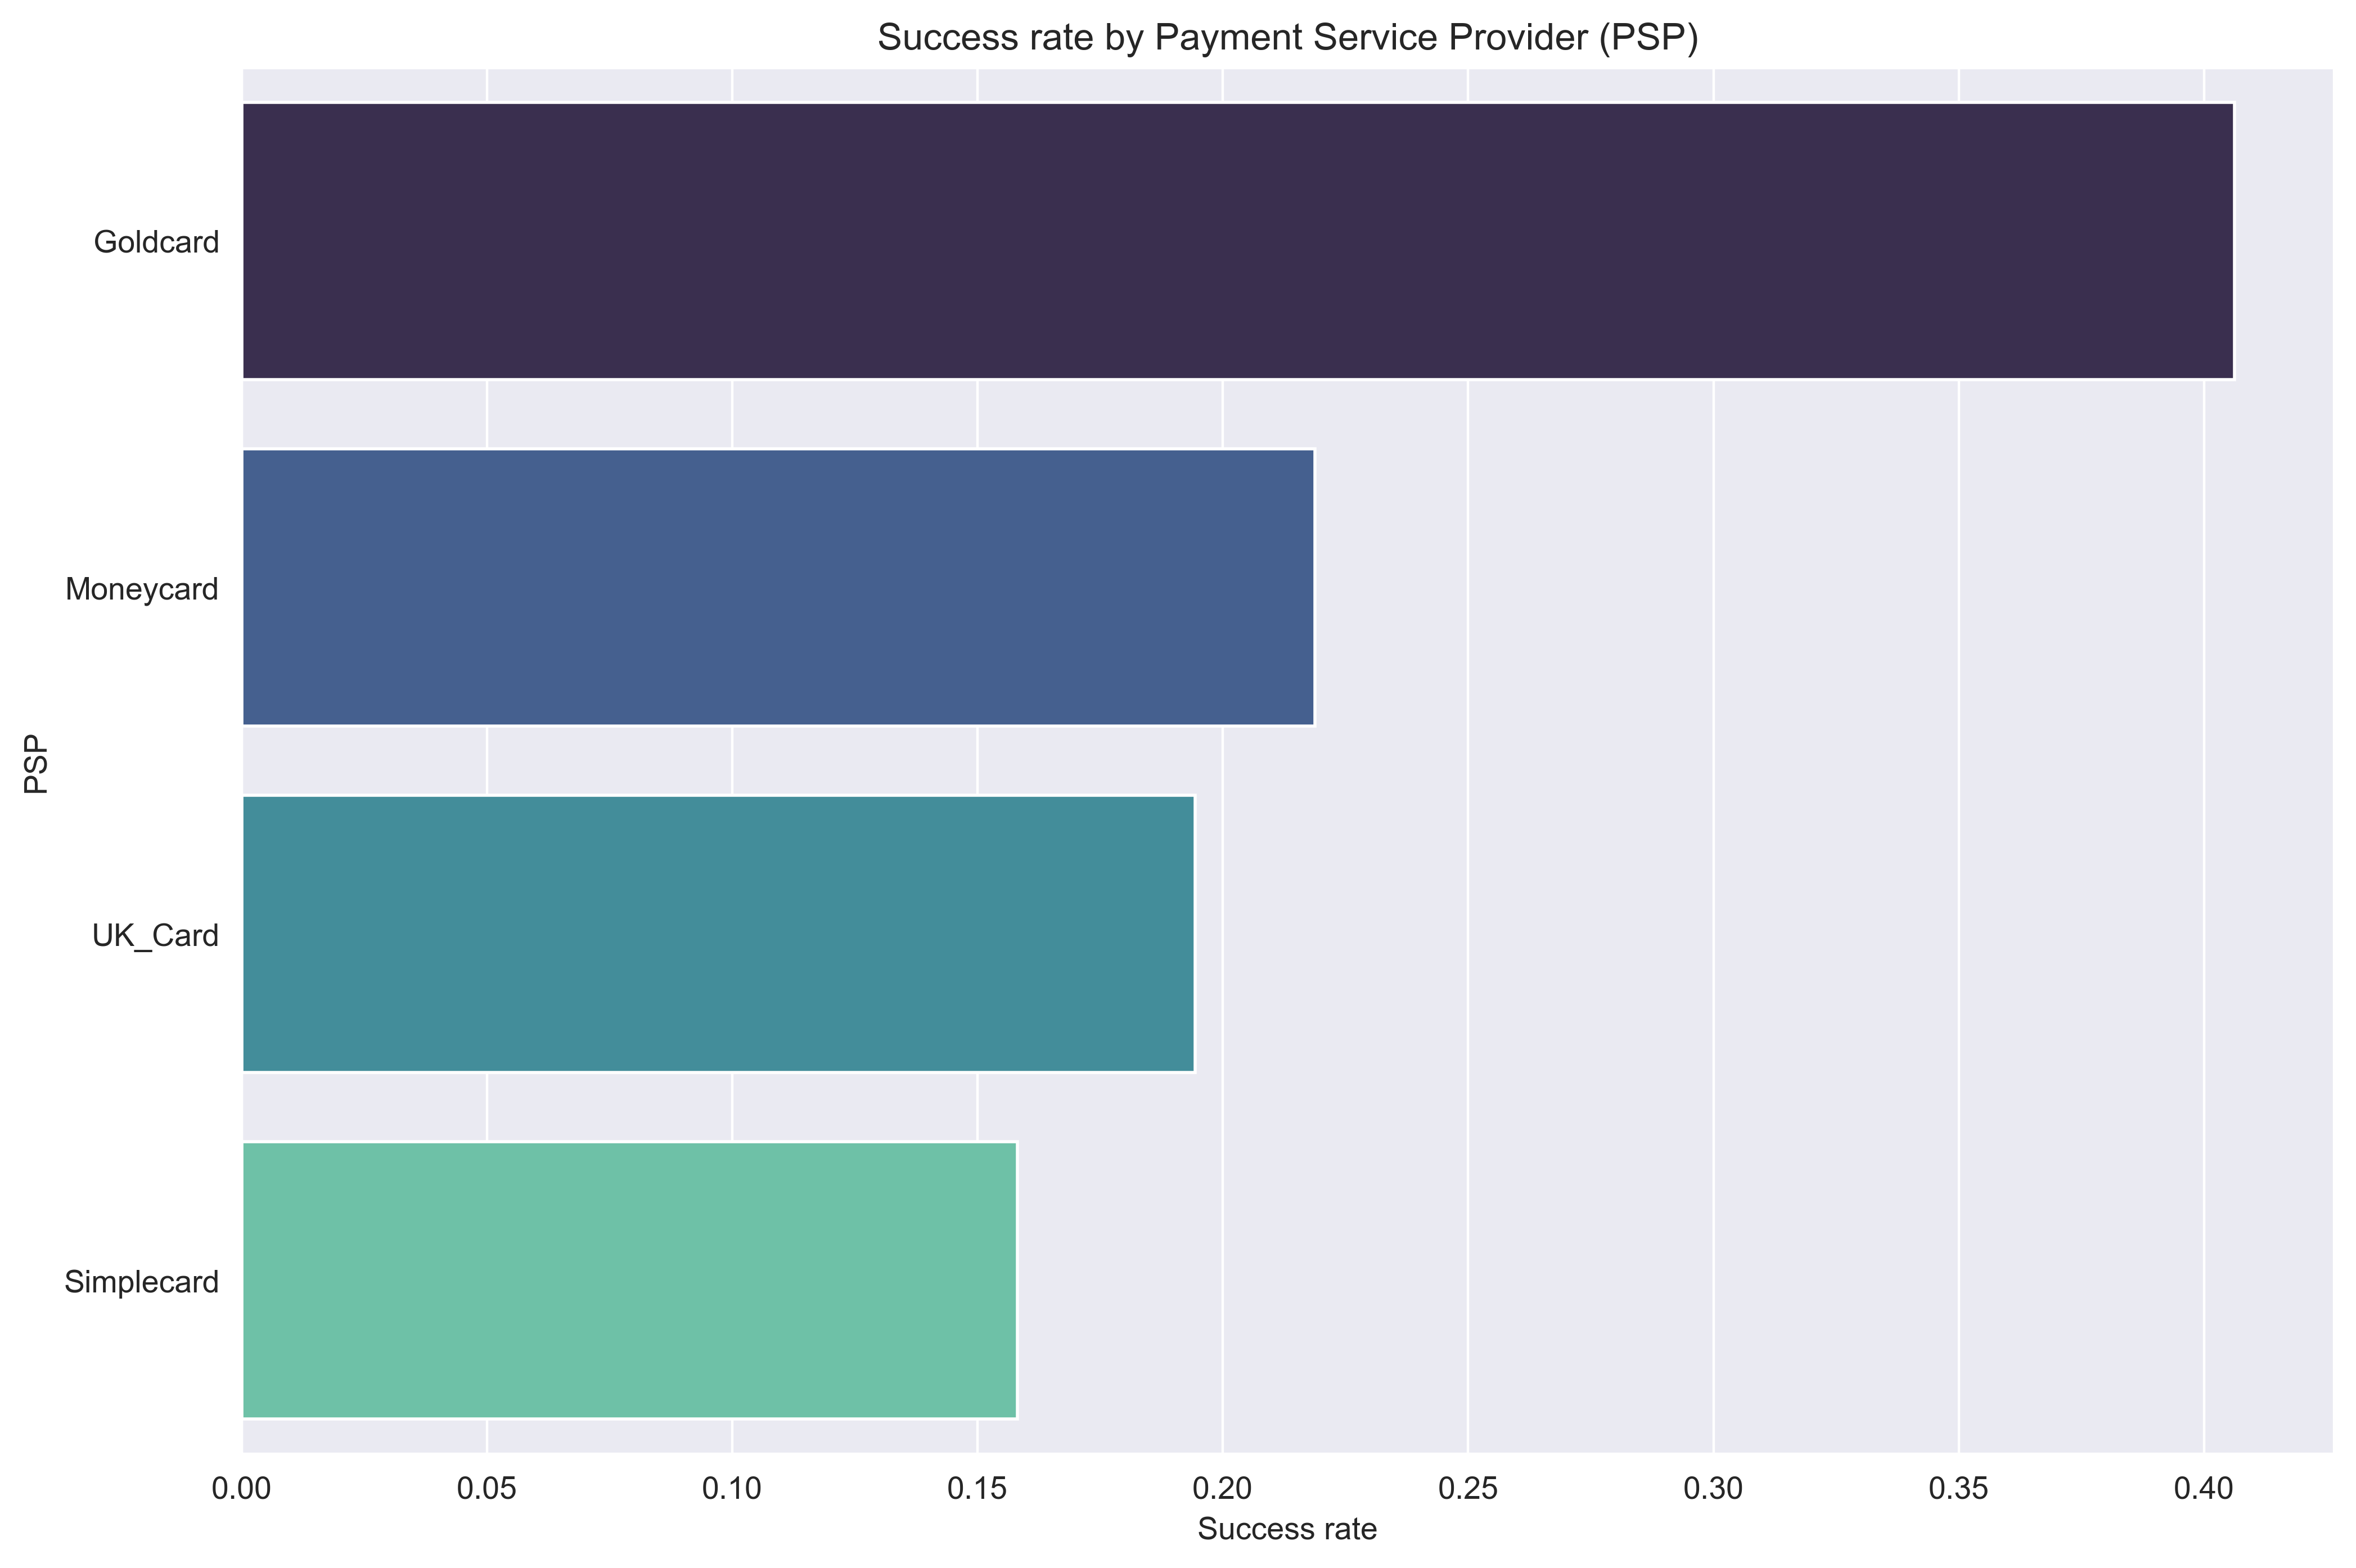 Success rate by Payment Service Provider (PSP)
Goldcard
Moneycard
PSP
UK_Card
Simplecard
0.00 0.05 0.10 0.15 0.20 0.25 0.30 0.35 0.40
Success rate